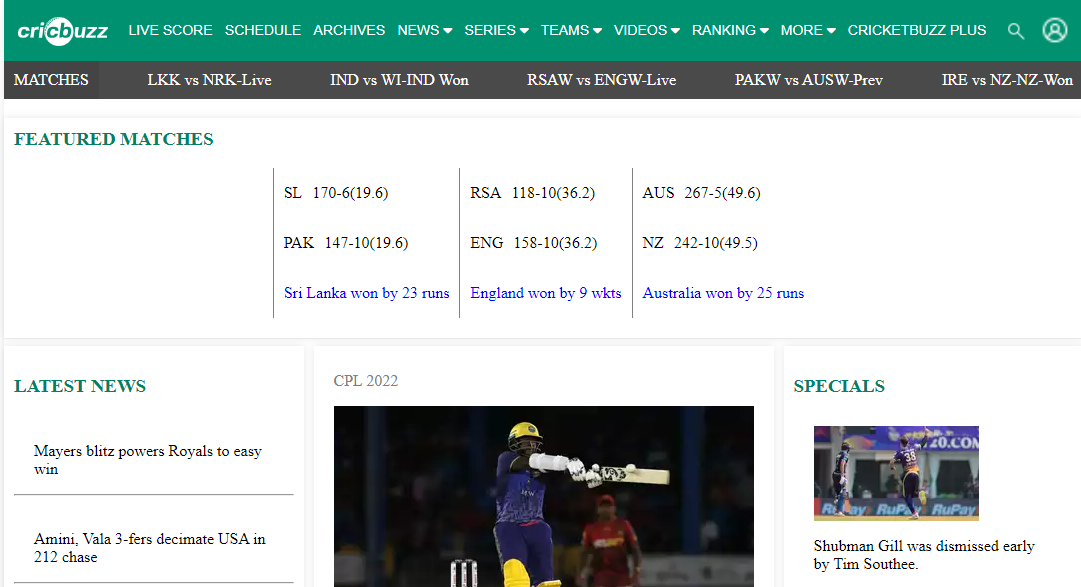 cricbuzz LIVE SCORE SCHEDULE ARCHIVES NEWS SERIES TEAMS VIDEOS RANKING MORE CRICKETBUZZ PLUS
MATCHES LKK vs NRK-Live IND vs WI-IND Won RSAW vs ENGW-Live PAKW vs AUSW-Prev IRE vs NZ-NZ-Won
FEATURED MATCHES
SL 170-6(19.6) RSA 118-10(36.2) AUS 267-5(49.6)
PAK 147-10(19.6) ENG 158-10(36.2) NZ 242-10(49.5)
Sri Lanka won by 23 runs England won by 9 wkts Australia won by 25 runs
LATEST NEWS
Mayers blitz powers Royals to easy
win
Amini, Vala 3-fers decimate USA in
212 chase
CPL 2022
SPECIALS
20.COM
38
RuPay RuPay
Shubman Gill was dismissed early
by Tim Southee.